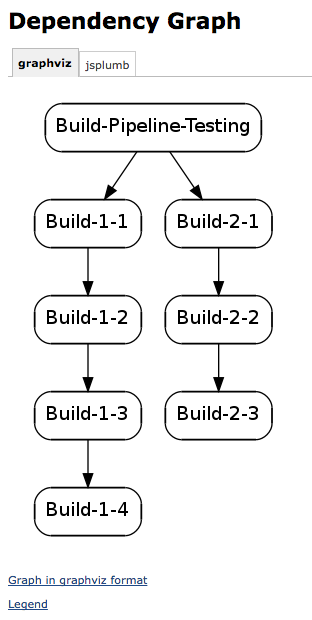 Dependency Graph
graphviz
jsplumb
Build-Pipeline-Testing
Build-1-1
Build-2-1
Build-1-2
Build-2-2
Build-1-3
Build-2-3
Build-1-4
Graph in graphviz format
Legend